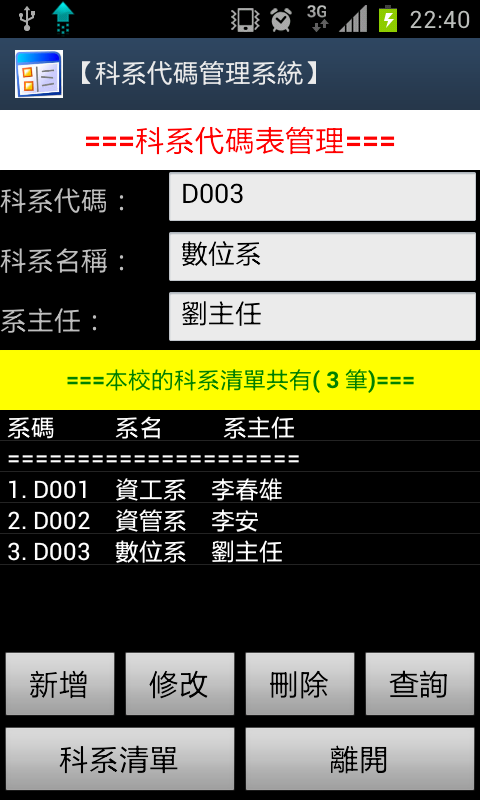 3G 22:40
【科系代碼管理系統】
===科系代碼表管理===
科系代碼： D003
科系名稱： 數位系
系主任： 劉主任
===本校的科系清單共有( 3 筆)===
系碼 系名 系主任
=====================
1. D001 資工系 李春雄
2. D002 資管系 李安
3. D003 數位系 劉主任
新增 修改 刪除 查詢
科系清單 離開